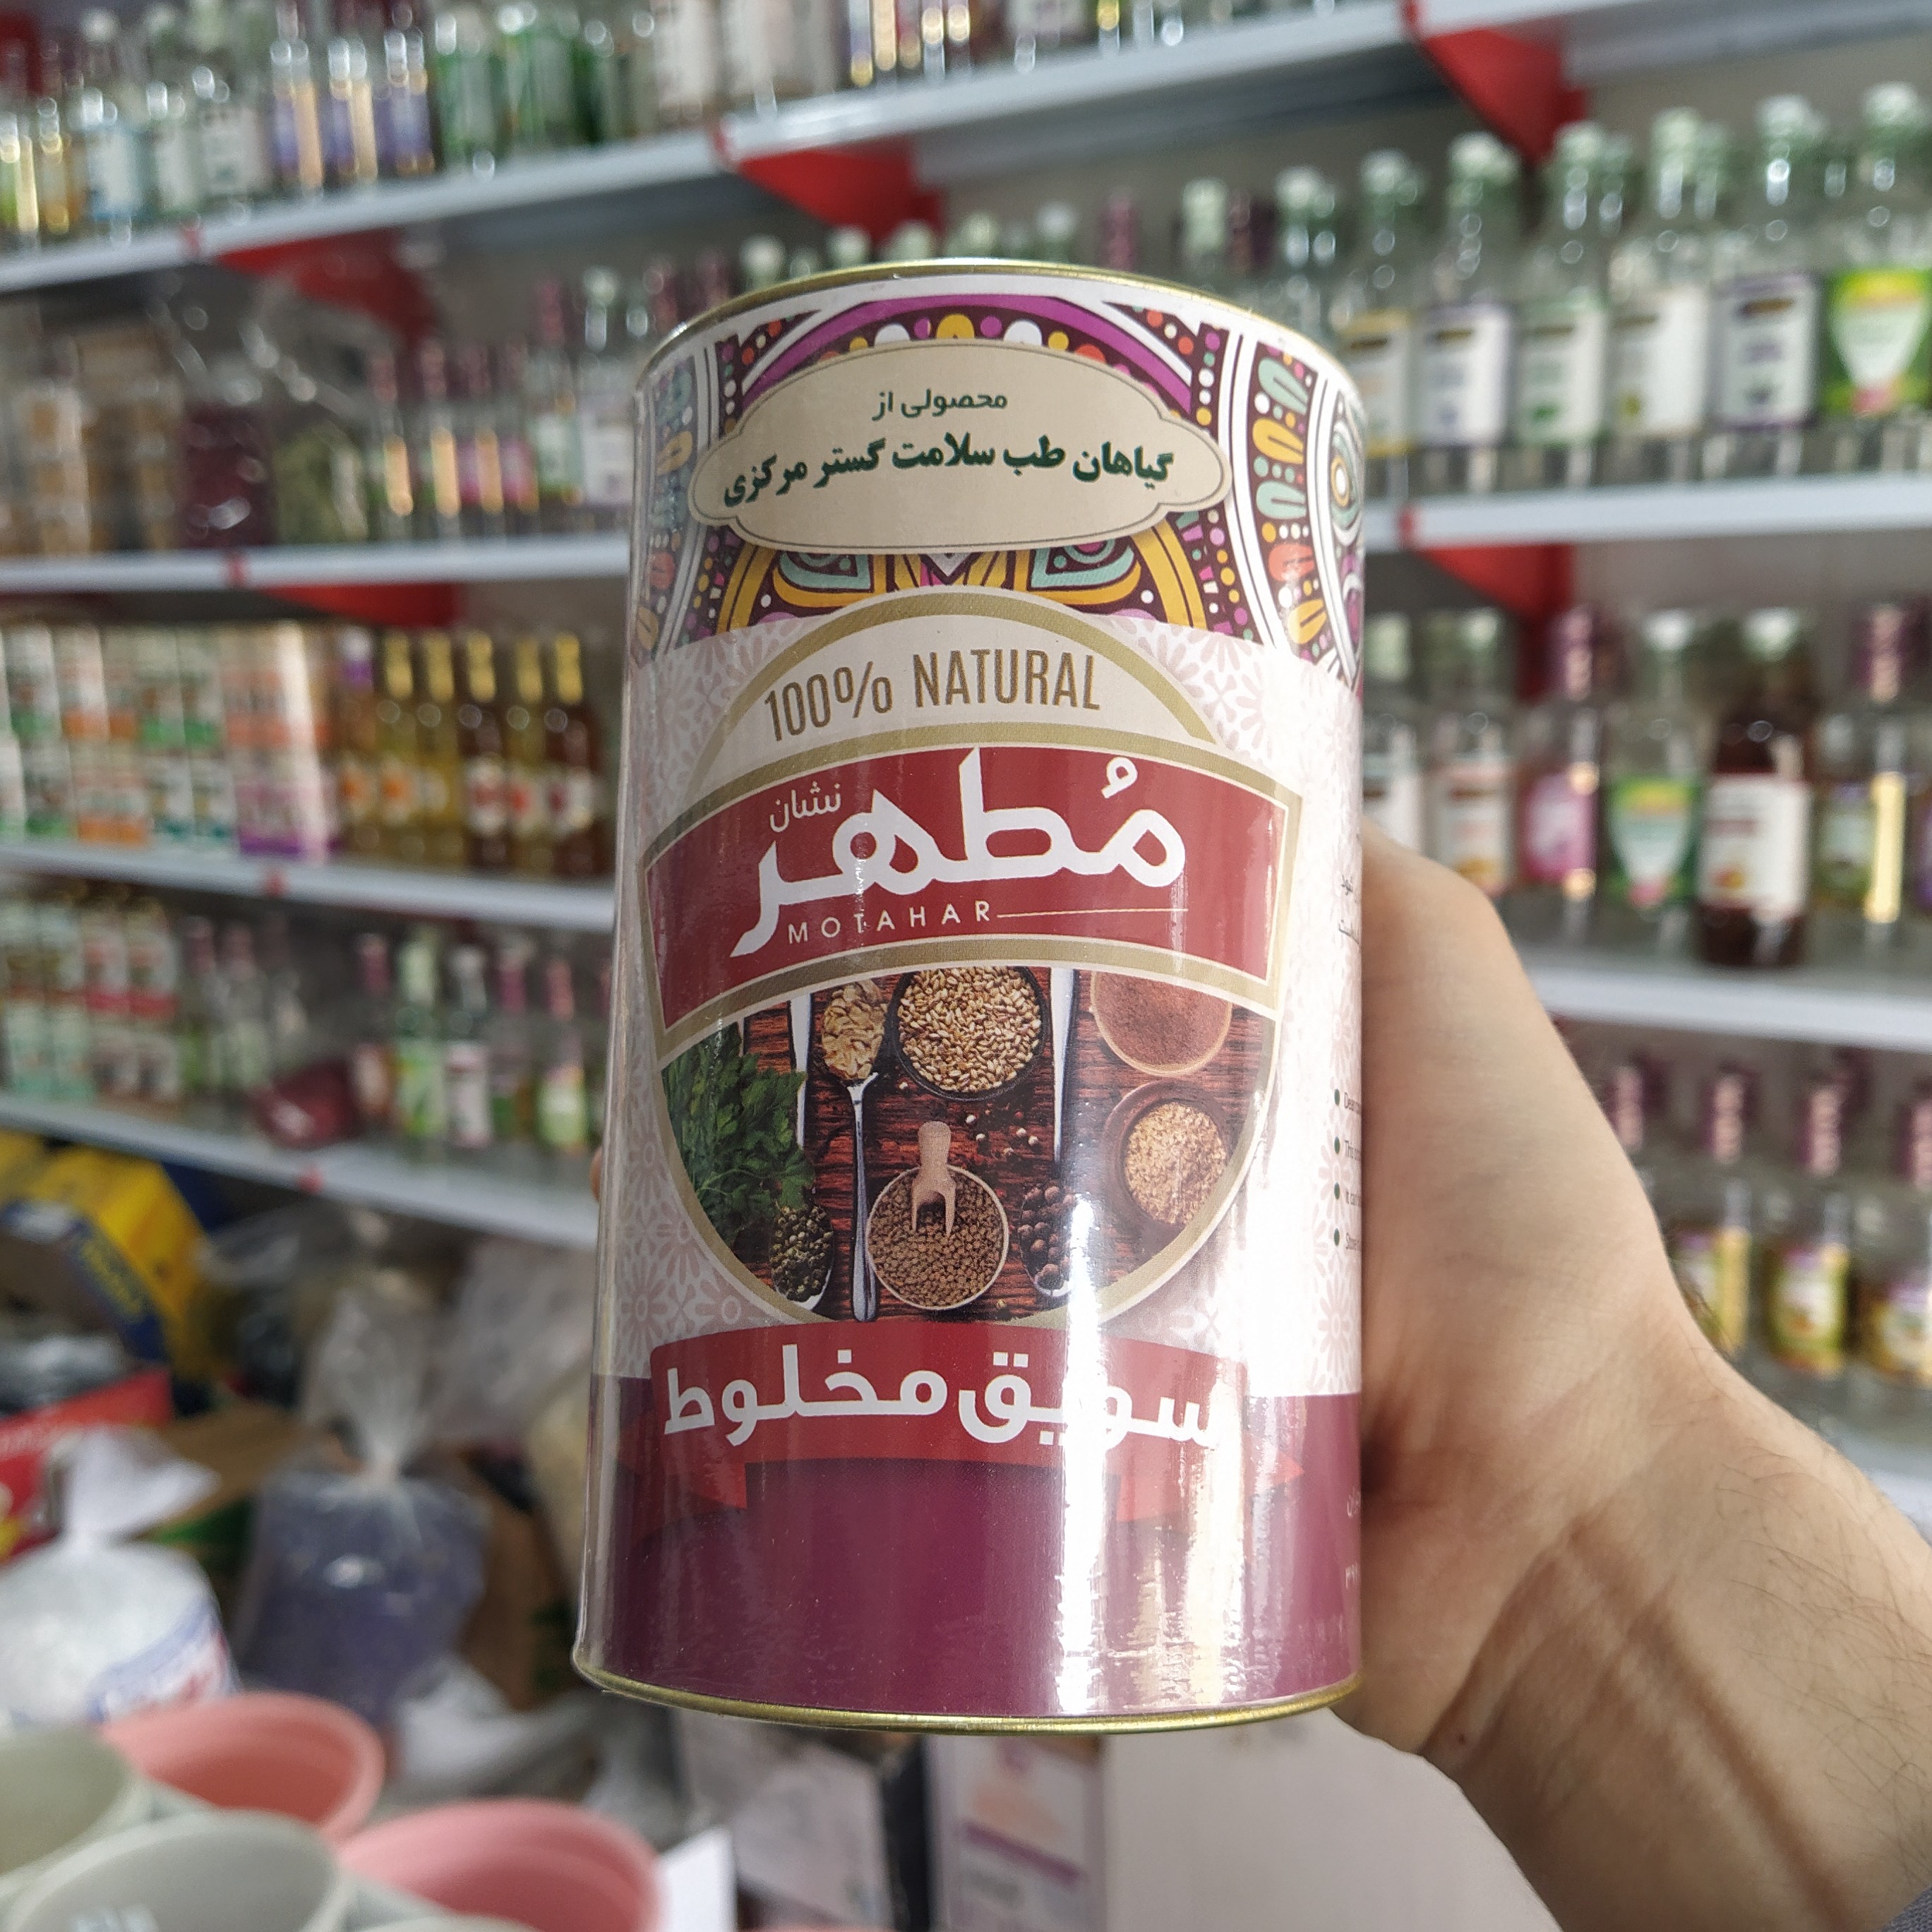 محصولی از
گیاهان طب سلامت گستر مرکزی
100% NATURAL
نشان
مُطهر
MOTAHAR
سویق مخلوط